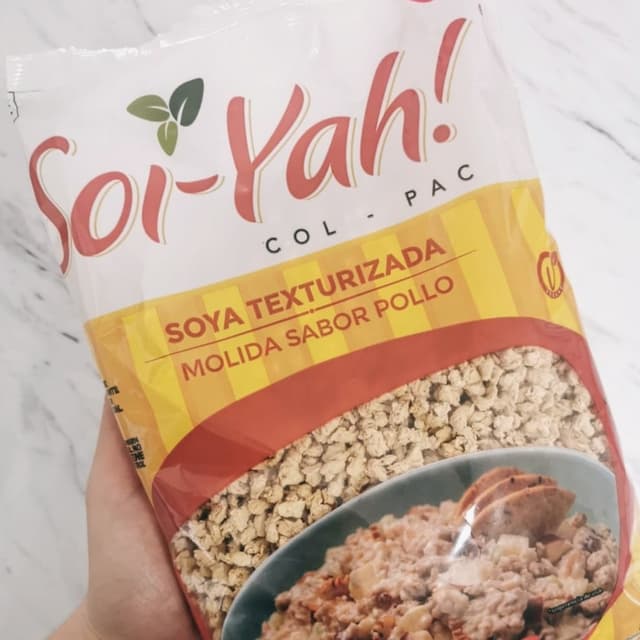 Soi-Yah!
COL - PAC
SOYA TEXTURIZADA
MOLIDA SABOR POLLO